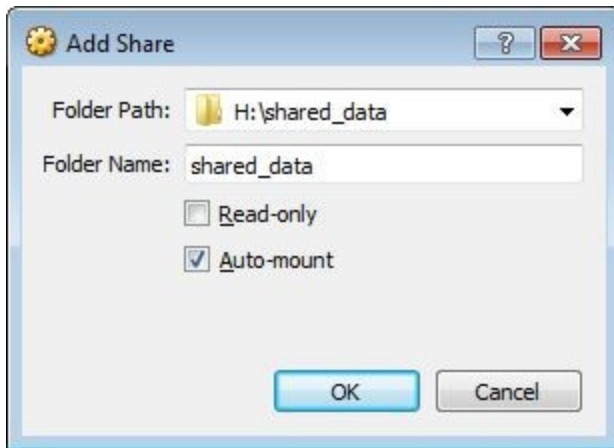 Add Share
?
Folder Path: H:\shared_data
Folder Name: shared_data
Read-only
Auto-mount
OK Cancel